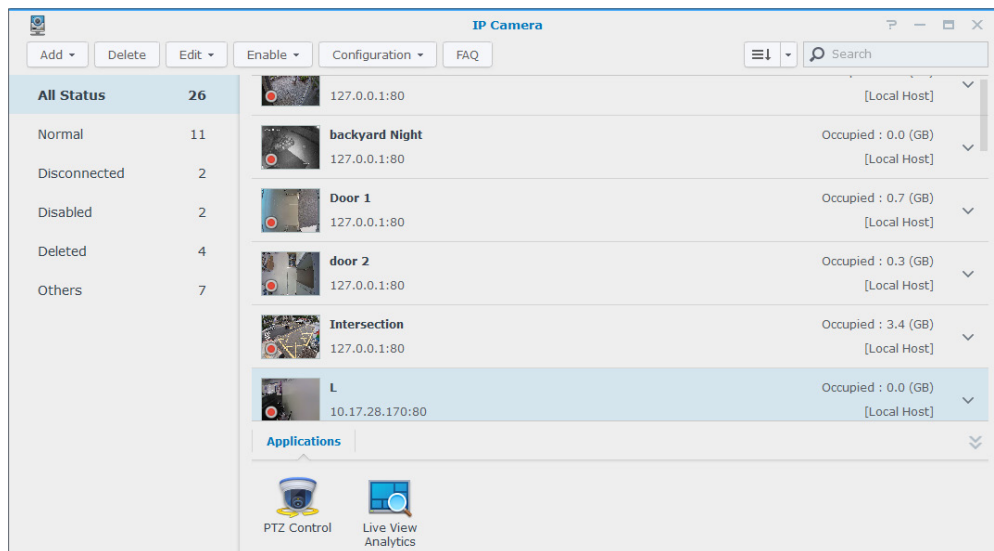 IP Camera
Add Delete Edit Enable Configuration FAQ Search
All Status 26
Normal 11
Disconnected 2
Disabled 2
Deleted 4
Others 7
127.0.0.1:80 [Local Host]
backyard Night Occupied : 0.0 (GB)
127.0.0.1:80 [Local Host]
Door 1 Occupied : 0.7 (GB)
127.0.0.1:80 [Local Host]
door 2 Occupied : 0.3 (GB)
127.0.0.1:80 [Local Host]
Intersection Occupied : 3.4 (GB)
127.0.0.1:80 [Local Host]
L Occupied : 0.0 (GB)
10.17.28.170:80 [Local Host]
Applications
PTZ Control
Live View
Analytics